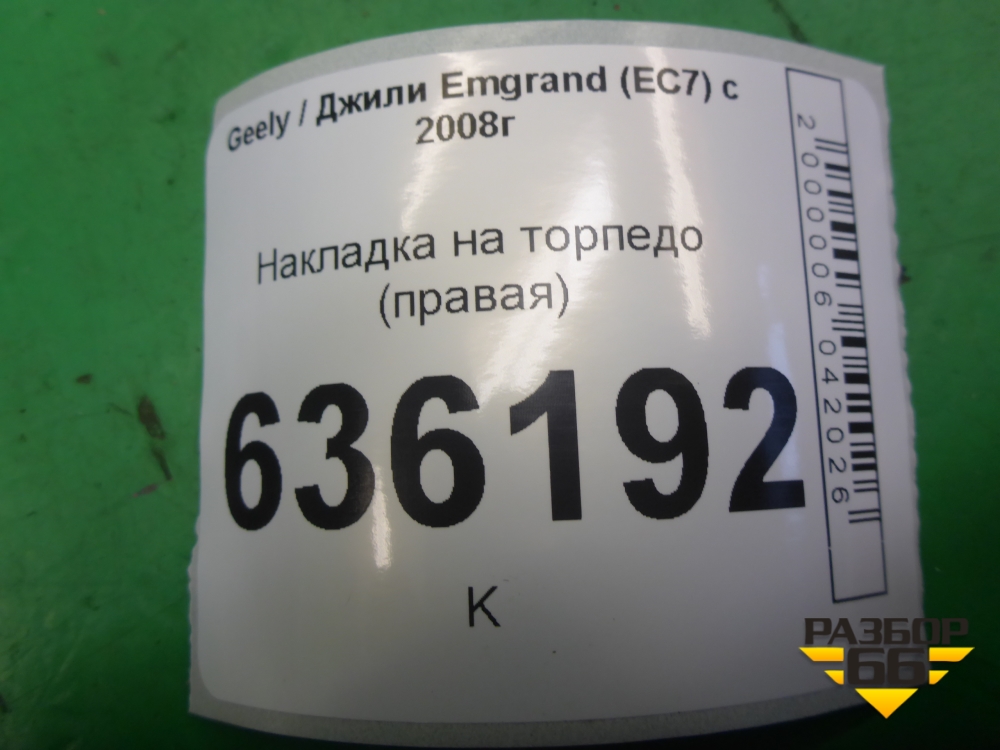 Geely / Джили Emgrand (EC7) с
2008г
Накладка на торпедо
(правая)
636192
К
2000006042026
РАЗБОР
66